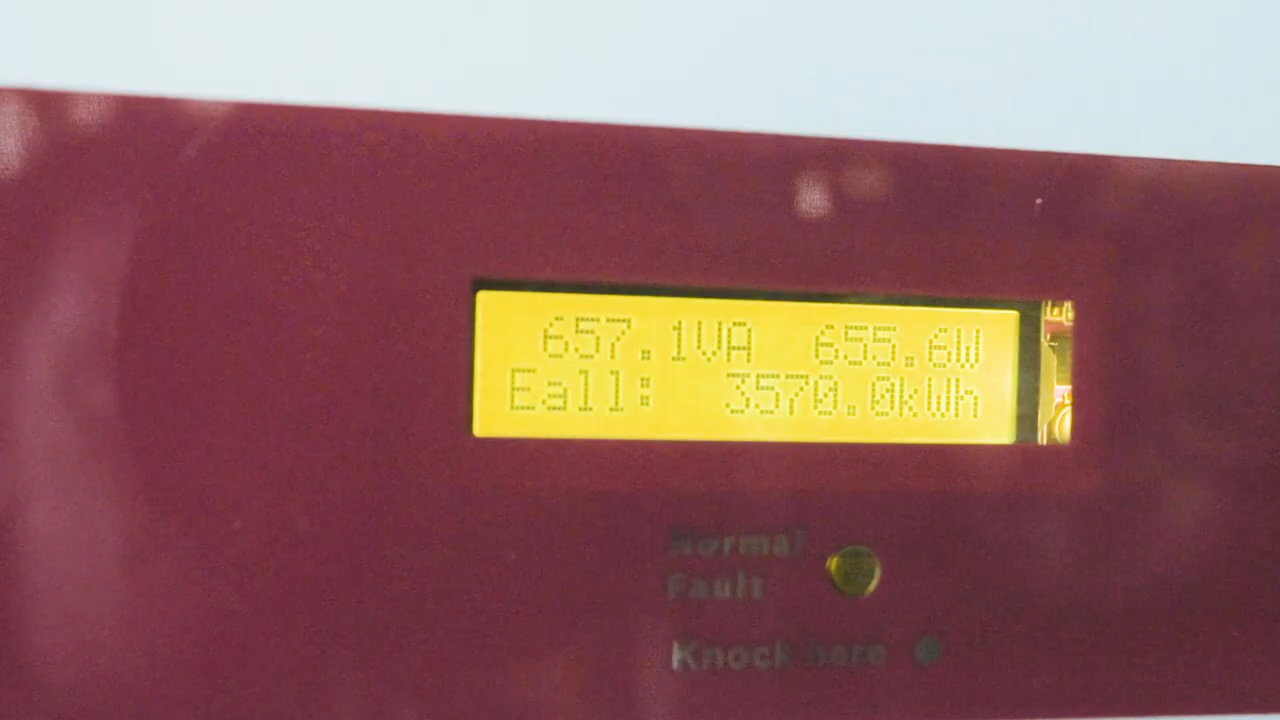 657.1VA 655.6W
Eall: 3570.0kWh
Normal
Fault
Knock here